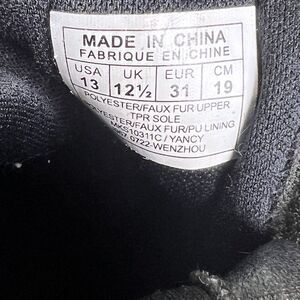 MADE IN CHINA
FABRIQUE EN CHINE
USA UK EUR CM
13 12½ 31 19
POLYESTER/FAUX FUR UPPER
TPR SOLE
POLYESTER/FAUX FUR/PU LINING
MKS10311C / YANCY
0722-WENZHOU